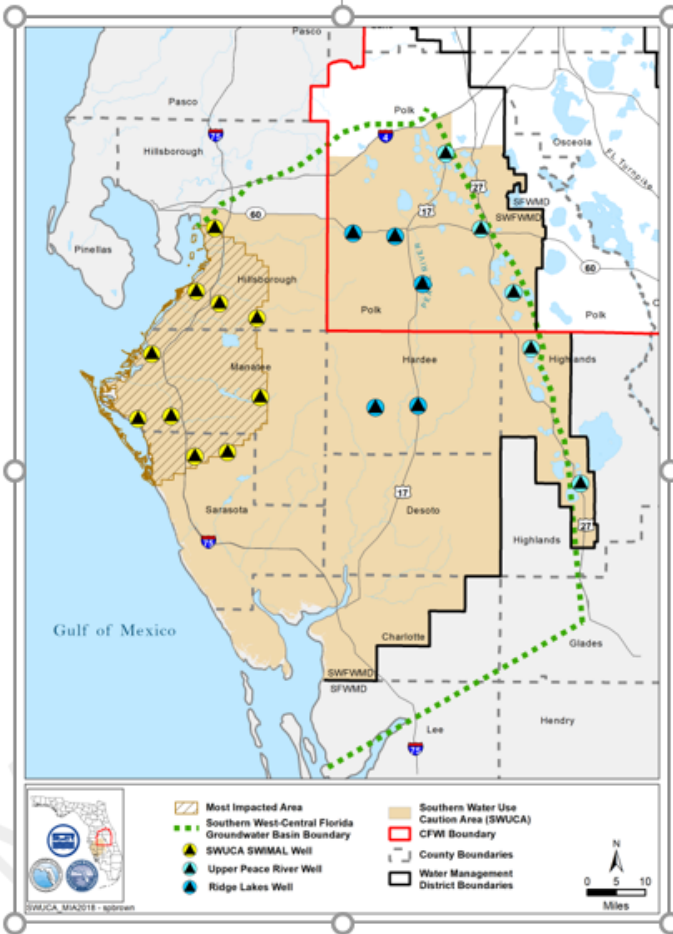 Pasco
Pasco
Polk
75
4
Hillsborough
Osceola
FL Turnpike
27
SFWMD
SWFWMD
17
60
Pinellas
60
Hillsborough
PEACE RIVER
Polk
Polk
Manatee
Hardee
Highlands
17
Sarasota
Desoto
27
75
Highlands
Gulf of Mexico
Charlotte
Glades
SWFWMD
SFWMD
Lee
Hendry
75
Most Impacted Area
Southern West-Central Florida
Groundwater Basin Boundary
SWUCA SWIMAL Well
Upper Peace River Well
Ridge Lakes Well
Southern Water Use
Caution Area (SWUCA)
CFWI Boundary
County Boundaries
Water Management
District Boundaries
N
0 5 10
Miles
SWUCA_MIA2018 - spbrown